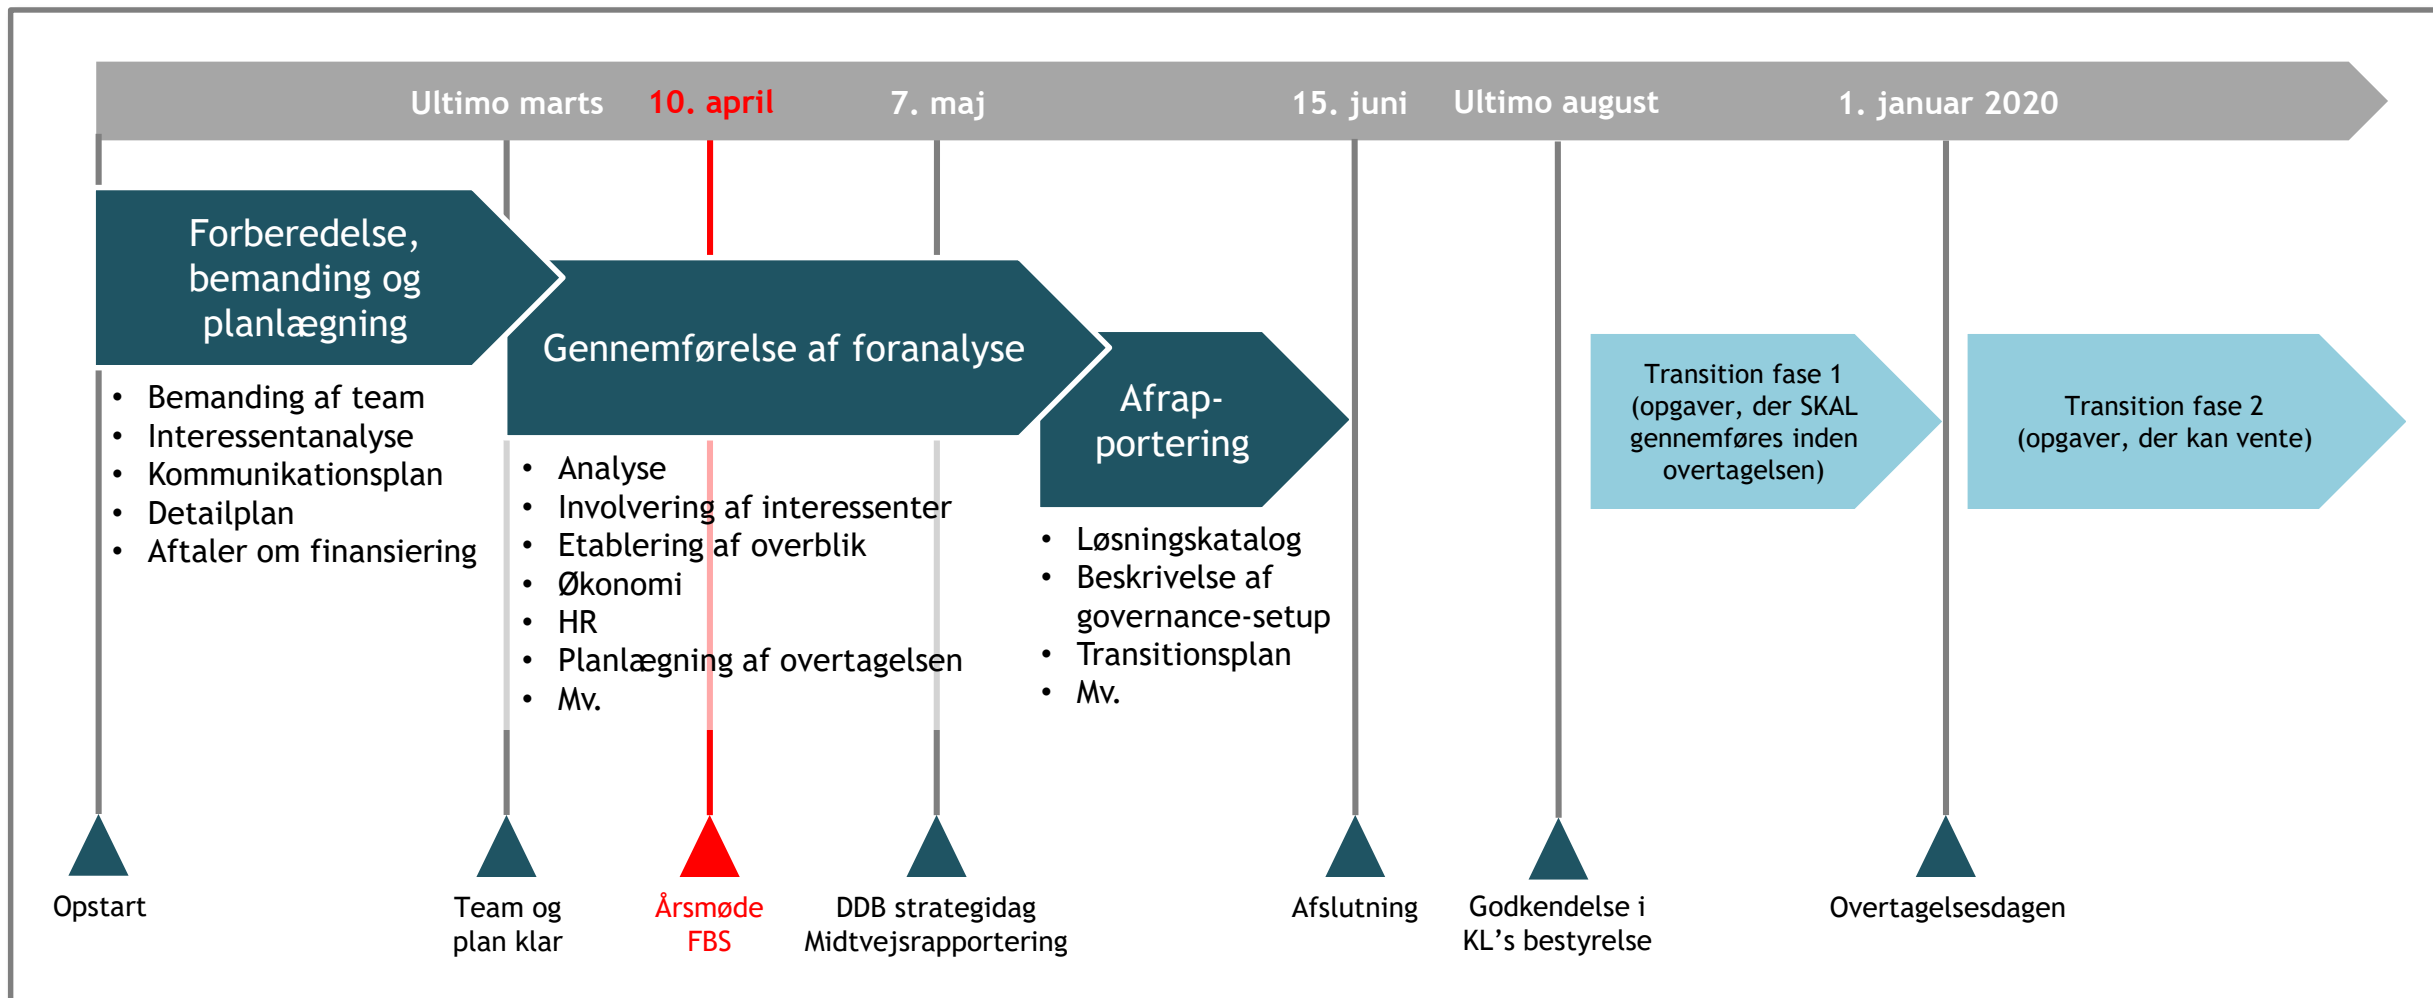 Ultimo marts
10. april
7. maj
15. juni
Ultimo august
1. januar 2020
Forberedelse,
bemanding og
planlægning
• Bemanding af team
• Interessentanalyse
• Kommunikationsplan
• Detailplan
• Aftaler om finansiering
Gennemførelse af foranalyse
• Analyse
• Involvering af interessenter
• Etablering af overblik
• Økonomi
• HR
• Planlægning af overtagelsen
• Mv.
Afrap-
portering
• Løsningskatalog
• Beskrivelse af
governance-setup
• Transitionsplan
• Mv.
Transition fase 1
(opgaver, der SKAL
gennemføres inden
overtagelsen)
Transition fase 2
(opgaver, der kan vente)
Opstart
Team og
plan klar
Årsmøde
FBS
DDB strategidag
Midtvejsrapportering
Afslutning
Godkendelse i
KL’s bestyrelse
Overtagelsesdagen